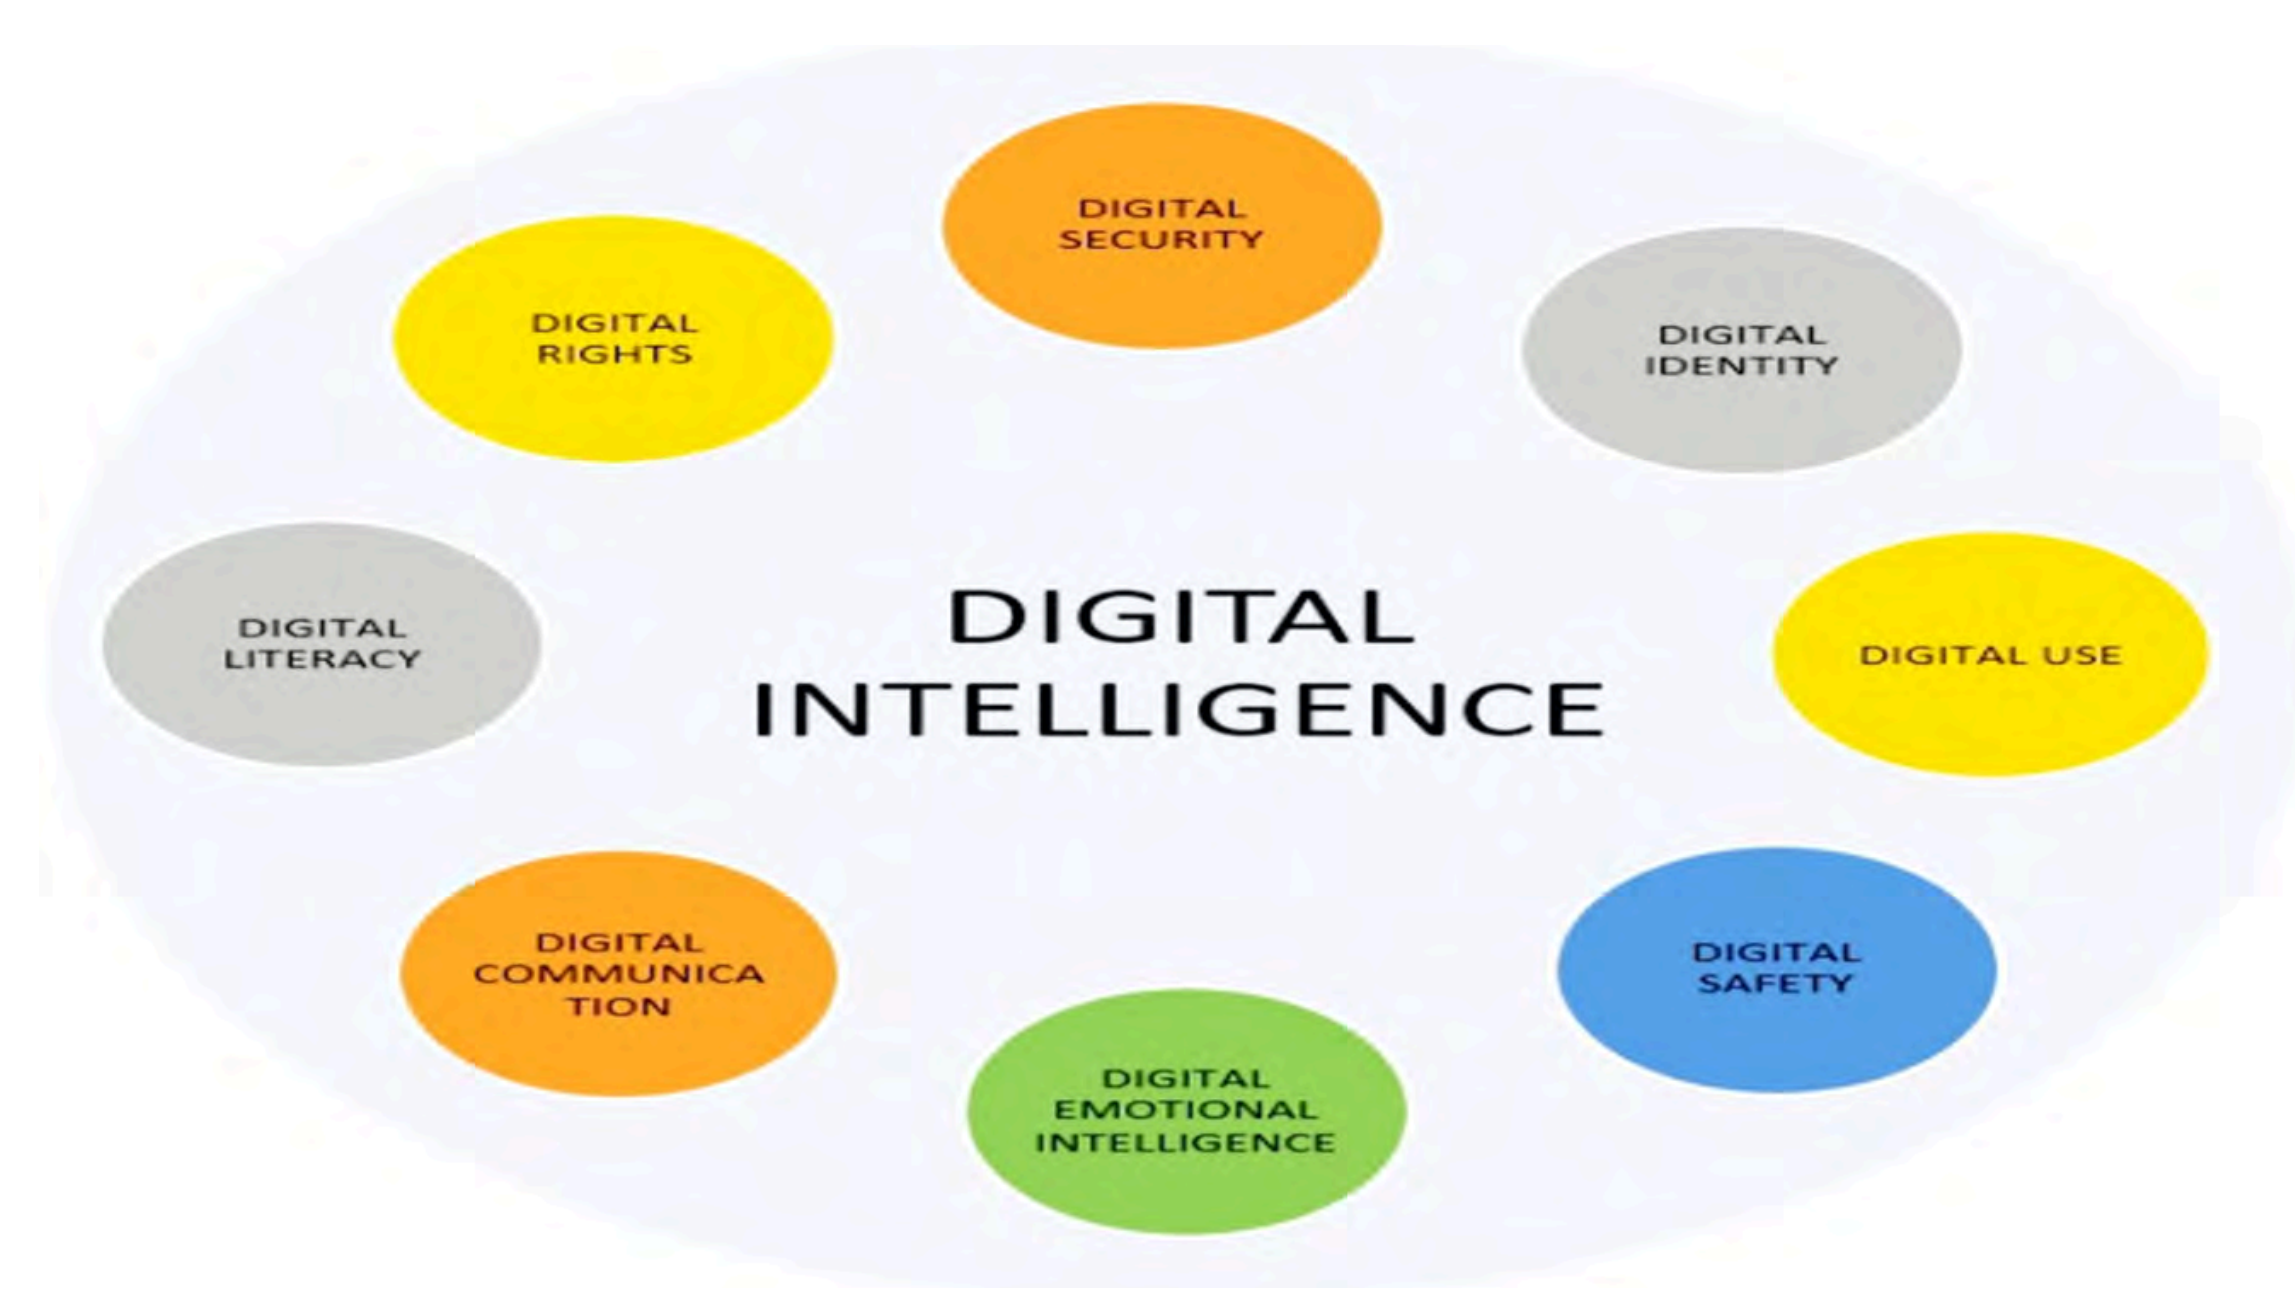 DIGITAL
SECURITY
DIGITAL
RIGHTS
DIGITAL
IDENTITY
DIGITAL
LITERACY
DIGITAL
INTELLIGENCE
DIGITAL USE
DIGITAL
COMMUNICA
TION
DIGITAL
SAFETY
DIGITAL
EMOTIONAL
INTELLIGENCE